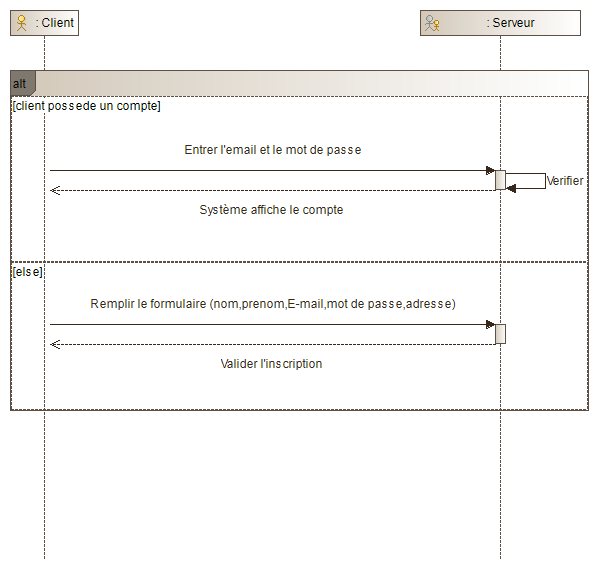 : Client
: Serveur
alt
[client possede un compte]
Entrer l'email et le mot de passe
Verifier
Système affiche le compte
[else]
Remplir le formulaire (nom,prenom,E-mail,mot de passe,adresse)
Valider l'inscription